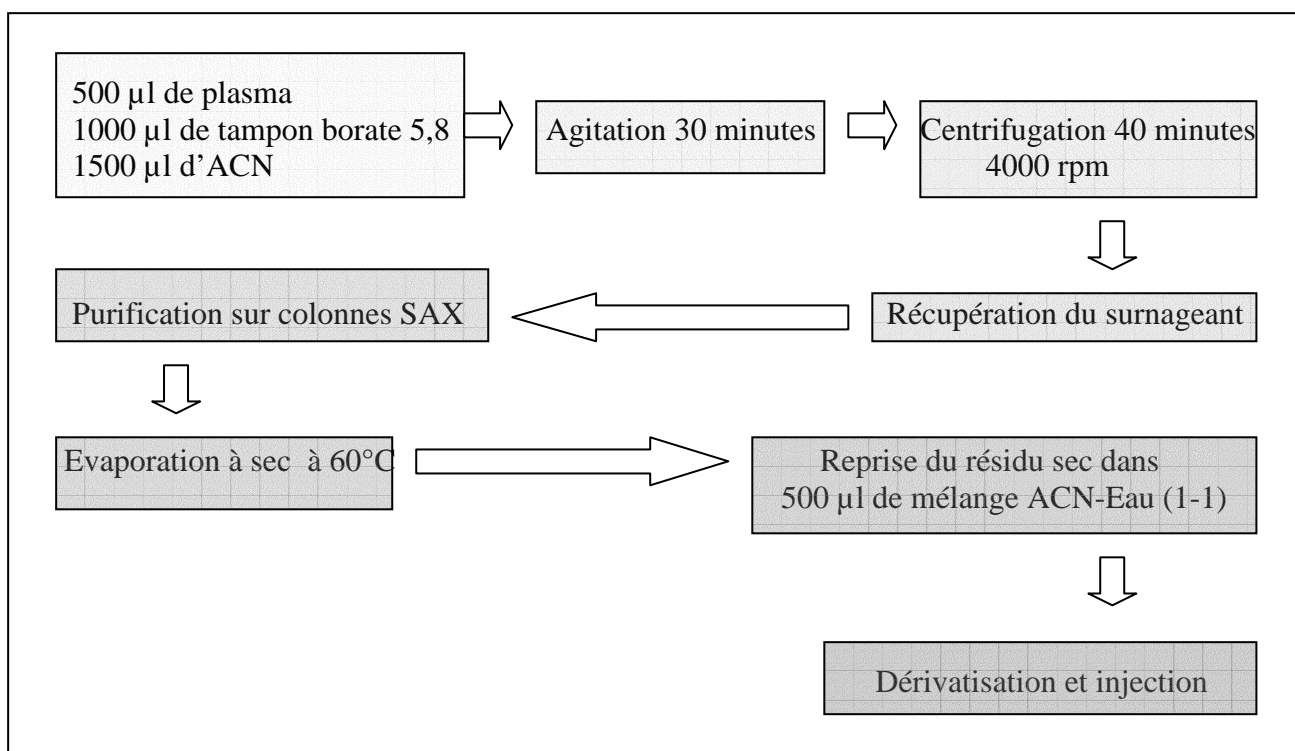 500 µl de plasma
1000 µl de tampon borate 5,8
1500 µl d’ACN
Agitation 30 minutes
Centrifugation 40 minutes
4000 rpm
Récupération du surnageant
Purification sur colonnes SAX
Evaporation à sec à 60°C
Reprise du résidu sec dans
500 µl de mélange ACN-Eau (1-1)
Dérivatisation et injection